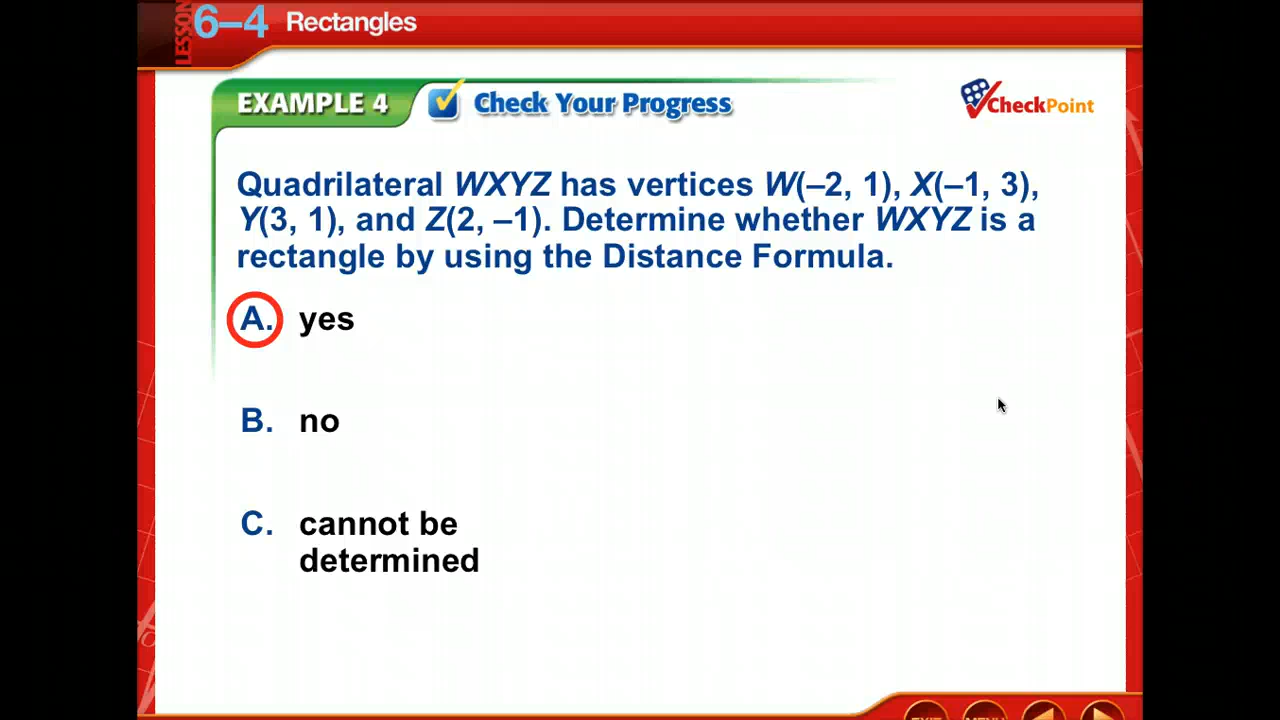 LESSON 6–4 Rectangles
EXAMPLE 4 Check Your Progress CheckPoint
Quadrilateral WXYZ has vertices W(–2, 1), X(–1, 3),
Y(3, 1), and Z(2, –1). Determine whether WXYZ is a
rectangle by using the Distance Formula.
A. yes
B. no
C. cannot be
determined
EXIT MENU